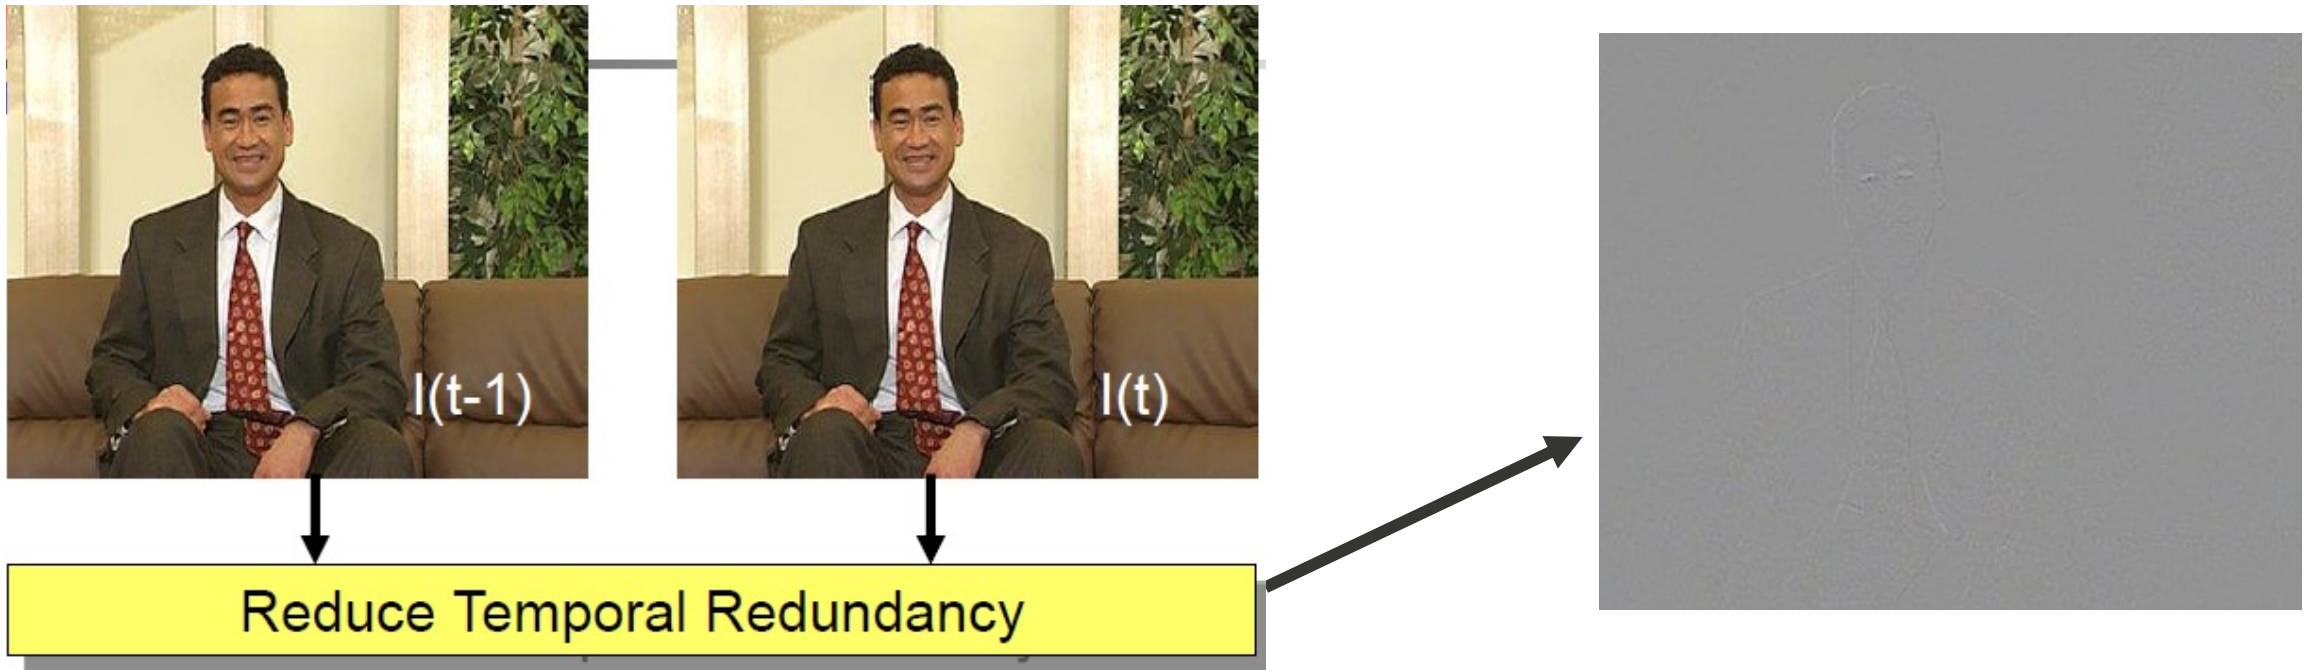 I(t-1)
I(t)
Reduce Temporal Redundancy